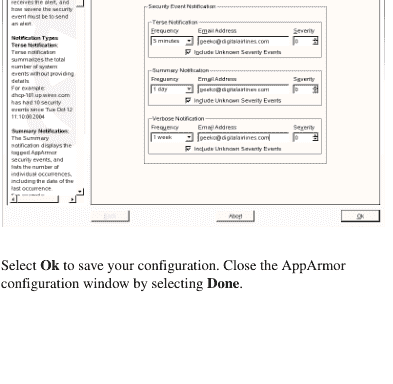 receives the alert, and
how severe the security
event must be to send
an alert.
Notification Types
Terse Notification:
Terse notification
summarizes the total
number of system
events without providing
details.
For example:
dhcp-101.up.wirex.com
has had 10 security
events since Tue Oct 12
11:10:00 2004
Summary Notification:
The Summary
notification displays the
logged AppArmor
security events, and
lists the number of
individual occurrences,
including the date of the
last occurrence.
Security Event Notification
Terse Notification
Frequency Email Address Severity
5 minutes geeko@digitalairlines.com 0
Include Unknown Severity Events
Summary Notification
Frequency Email Address Severity
1 day geeko@digitalairlines.com 0
Include Unknown Severity Events
Verbose Notification
Frequency Email Address Severity
1 week geeko@digitalairlines.com 0
Include Unknown Severity Events
Abort Ok
Select Ok to save your configuration. Close the AppArmor
configuration window by selecting Done.